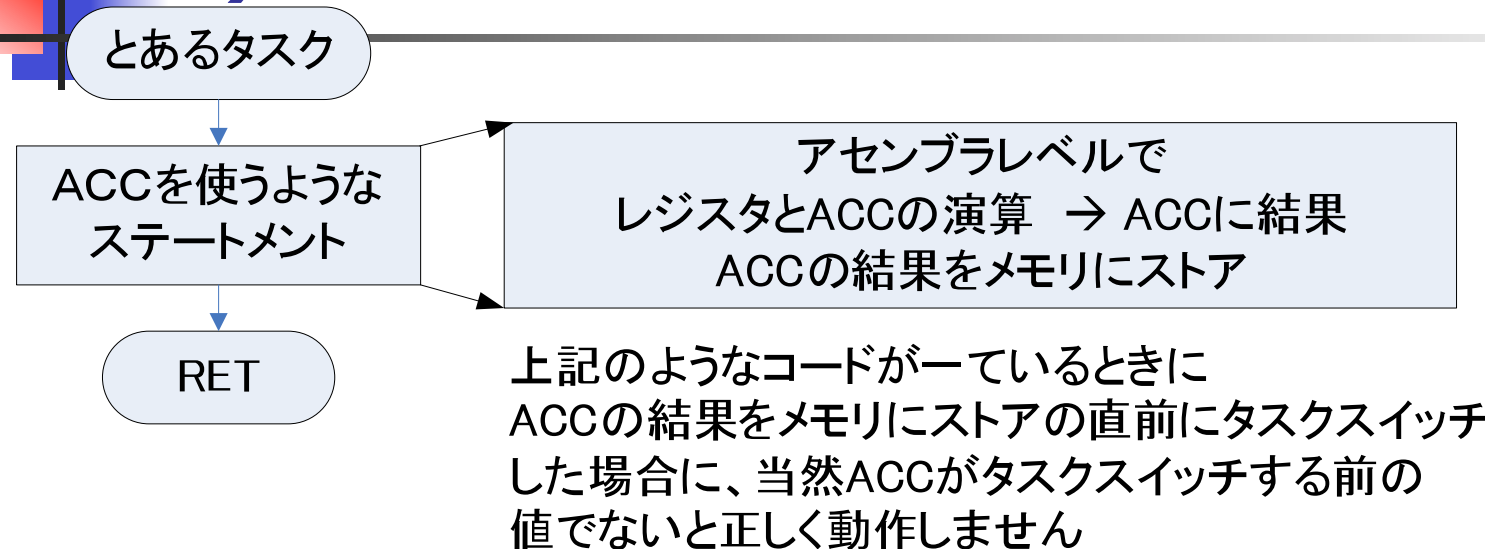 とあるタスク
ACCを使うような
ステートメント
RET
アセンブラレベルで
レジスタとACCの演算 → ACCに結果
ACCの結果をメモリにストア
上記のようなコードがーているときに
ACCの結果をメモリにストアの直前にタスクスイッチ
した場合に、当然ACCがタスクスイッチする前の
値でないと正しく動作しません